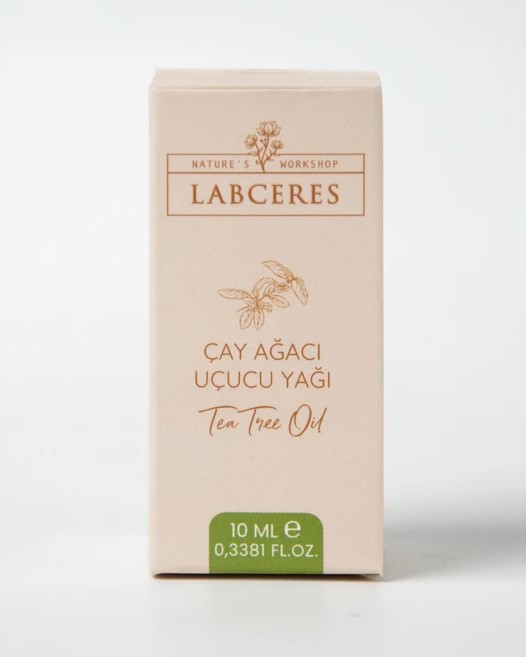 NATURE'S WORKSHOP
LABCERES
ÇAY AĞACI
UÇUCU YAĞI
Tea Tree Oil
10 ML ℮
0,3381 FL.OZ.